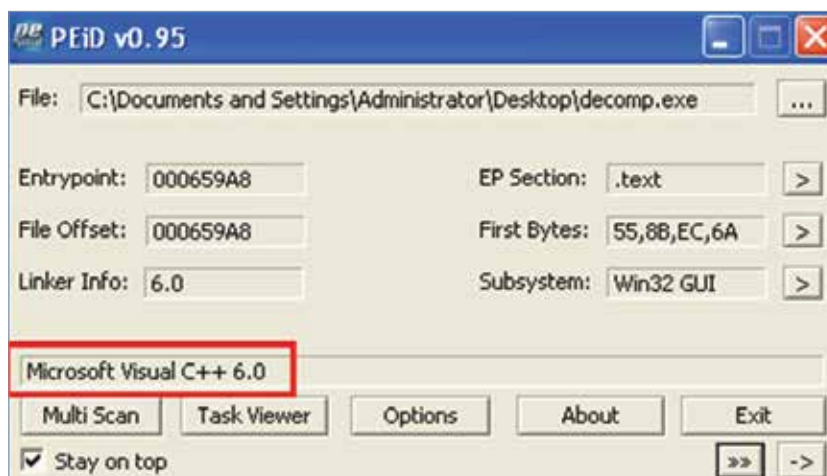 PEiD v0.95
File: C:\Documents and Settings\Administrator\Desktop\decomp.exe ...
Entrypoint: 000659A8 EP Section: .text >
File Offset: 000659A8 First Bytes: 55,8B,EC,6A >
Linker Info: 6.0 Subsystem: Win32 GUI >
Microsoft Visual C++ 6.0
Multi Scan Task Viewer Options About Exit
Stay on top »» ->